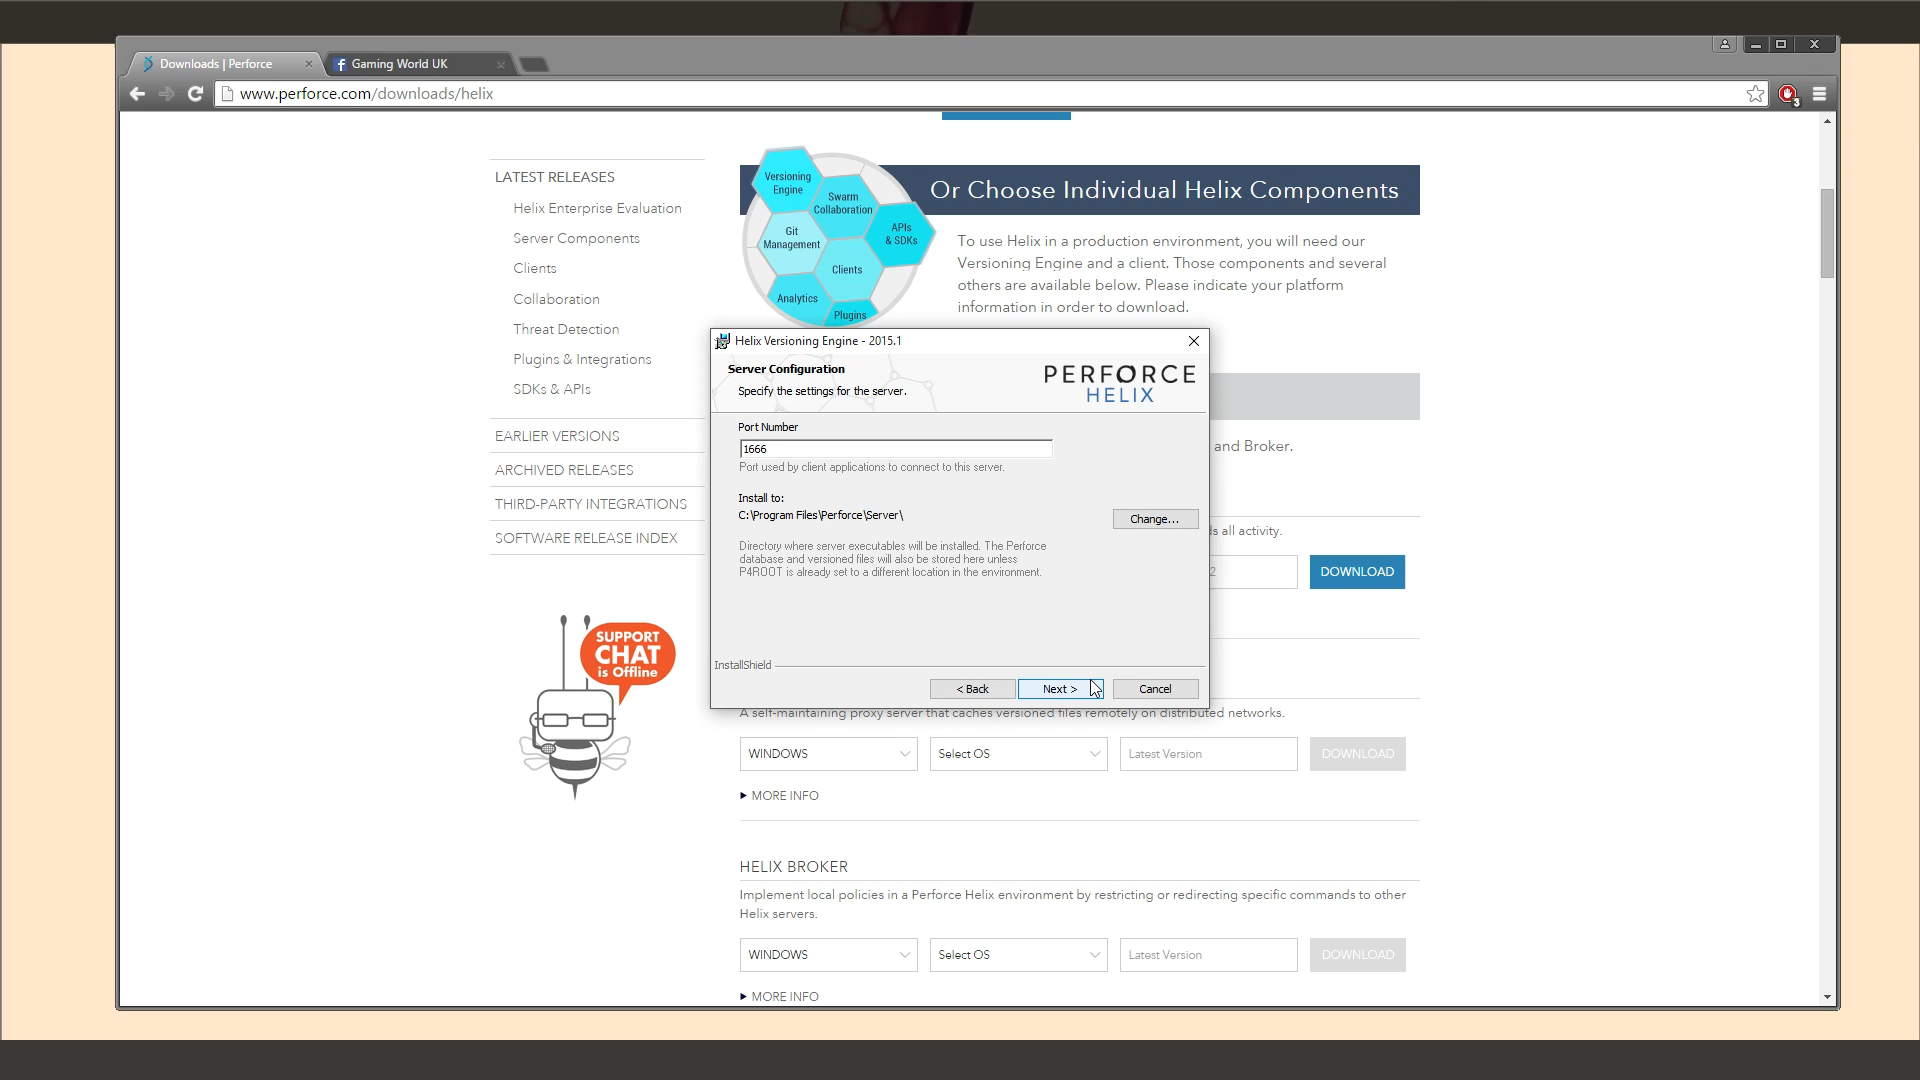 Downloads | Perforce
Gaming World UK
www.perforce.com/downloads/helix
3
LATEST RELEASES
Helix Enterprise Evaluation
Server Components
Clients
Collaboration
Threat Detection
Plugins & Integrations
SDKs & APIs
EARLIER VERSIONS
ARCHIVED RELEASES
THIRD-PARTY INTEGRATIONS
SOFTWARE RELEASE INDEX
SUPPORT
CHAT
is Offline
Versioning
Engine
Swarm
Collaboration
APIs
& SDKs
Git
Management
Clients
Analytics
Plugins
Or Choose Individual Helix Components
To use Helix in a production environment, you will need our
Versioning Engine and a client. Those components and several
others are available below. Please indicate your platform
information in order to download.
Helix Versioning Engine - 2015.1
Server Configuration
Specify the settings for the server.
PERFORCE
HELIX
Port Number
1666
Port used by client applications to connect to this server.
Install to:
C:\Program Files\Perforce\Server\
Change...
Directory where server executables will be installed. The Perforce
database and versioned files will also be stored here unless
P4ROOT is already set to a different location in the environment.
InstallShield
< Back
Next >
Cancel
and Broker.
all activity.
2
DOWNLOAD
A self-maintaining proxy server that caches versioned files remotely on distributed networks.
WINDOWS
Select OS
Latest Version
DOWNLOAD
MORE INFO
HELIX BROKER
Implement local policies in a Perforce Helix environment by restricting or redirecting specific commands to other
Helix servers.
WINDOWS
Select OS
Latest Version
DOWNLOAD
MORE INFO